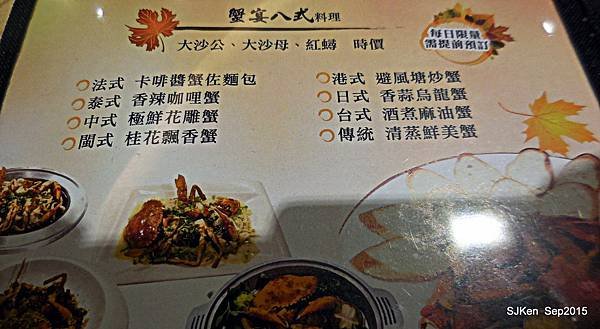 蟹宴八式料理
大沙公、大沙母、紅蟳 時價
每日限量
需提前預訂
法式 卡啡醬蟹佐麵包
泰式 香辣咖哩蟹
中式 極鮮花雕蟹
閩式 桂花飄香蟹
港式 避風塘炒蟹
日式 香蒜烏龍蟹
台式 酒煮麻油蟹
傳統 清蒸鮮美蟹
SJKen Sep2015